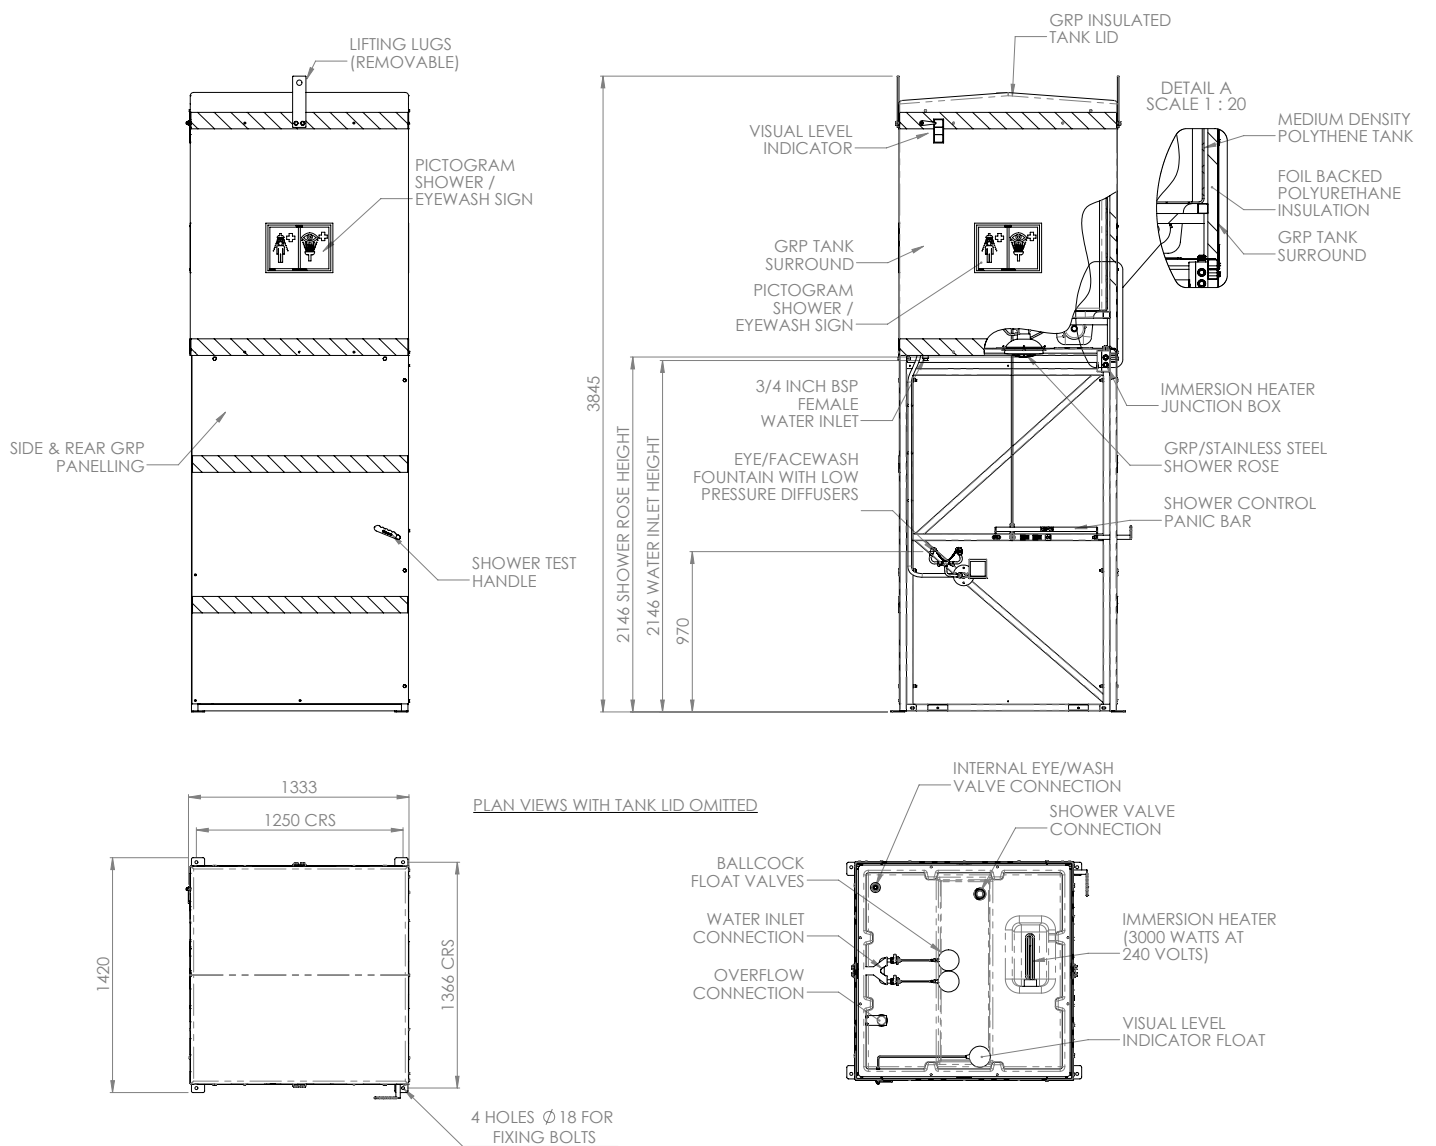 LIFTING LUGS
(REMOVABLE)
PICTOGRAM
SHOWER /
EYEWASH SIGN
SIDE & REAR GRP
PANELLING
SHOWER TEST
HANDLE
GRP INSULATED
TANK LID
DETAIL A
SCALE 1 : 20
MEDIUM DENSITY
POLYTHENE TANK
VISUAL LEVEL
INDICATOR
FOIL BACKED
POLYURETHANE
INSULATION
GRP TANK
SURROUND
GRP TANK
SURROUND
PICTOGRAM
SHOWER /
EYEWASH SIGN
3/4 INCH BSP
FEMALE
WATER INLET
IMMERSION HEATER
JUNCTION BOX
EYE/FACEWASH
FOUNTAIN WITH LOW
PRESSURE DIFFUSERS
GRP/STAINLESS STEEL
SHOWER ROSE
SHOWER CONTROL
PANIC BAR
3845
2146 SHOWER ROSE HEIGHT
2146 WATER INLET HEIGHT
970
1333
1250 CRS
1420
1366 CRS
4 HOLES Ø 18 FOR
FIXING BOLTS
PLAN VIEWS WITH TANK LID OMITTED
INTERNAL EYE/WASH
VALVE CONNECTION
SHOWER VALVE
CONNECTION
BALLCOCK
FLOAT VALVES
WATER INLET
CONNECTION
OVERFLOW
CONNECTION
IMMERSION HEATER
(3000 WATTS AT
240 VOLTS)
VISUAL LEVEL
INDICATOR FLOAT